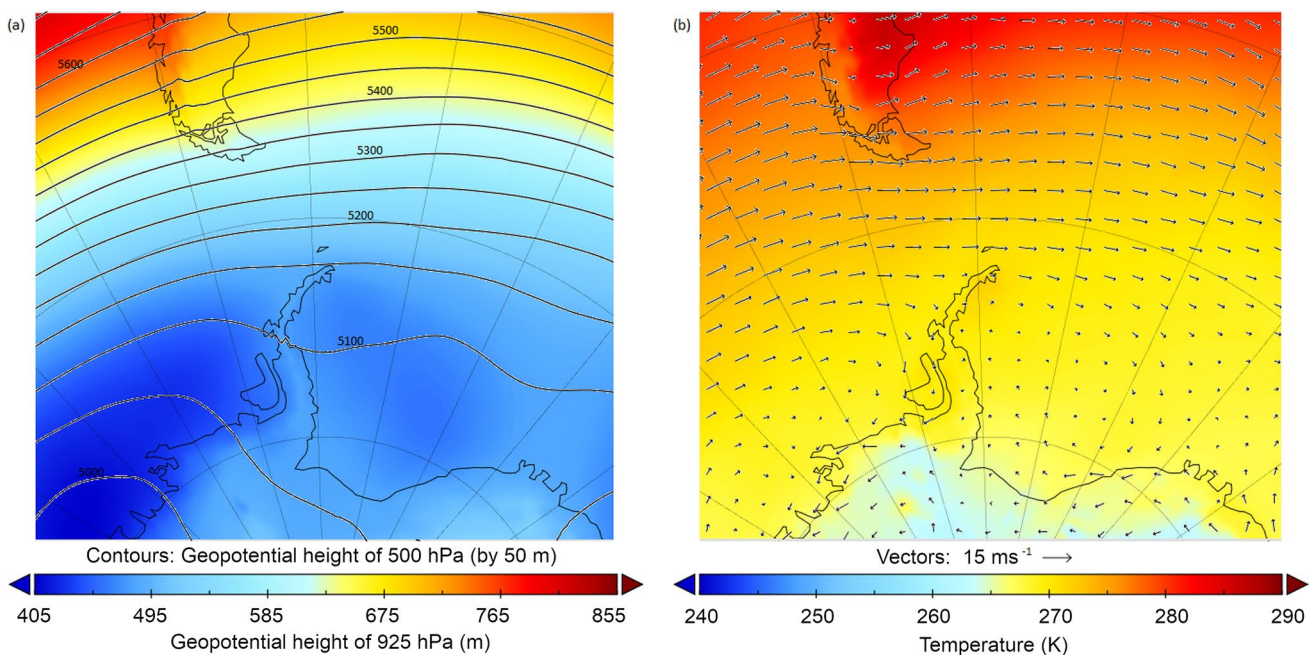 (a)
5500
5600
5400
5300
5200
5100
5000
Contours: Geopotential height of 500 hPa (by 50 m)
405 495 585 675 765 855
Geopotential height of 925 hPa (m)
(b)
Vectors: 15 ms⁻¹
240 250 260 270 280 290
Temperature (K)